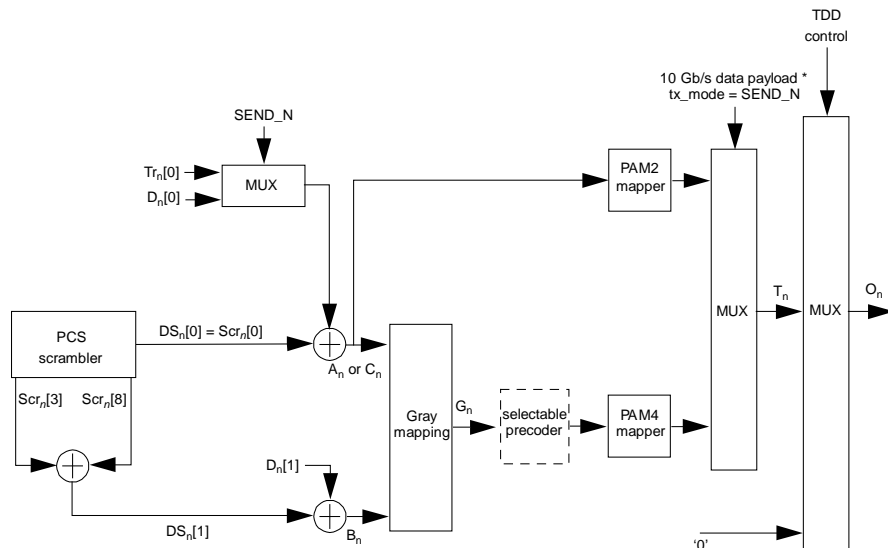 TDD
control
10 Gb/s data payload *
tx_mode = SEND_N
SEND_N
Trn[0]
Dn[0]
MUX
PAM2
mapper
PCS
scrambler
DSn[0] = Scrn[0]
An or Cn
Scrn[3]
Scrn[8]
Gray
mapping
Gn
selectable
precoder
PAM4
mapper
MUX
Tn
MUX
On
Dn[1]
DSn[1]
Bn
'0'